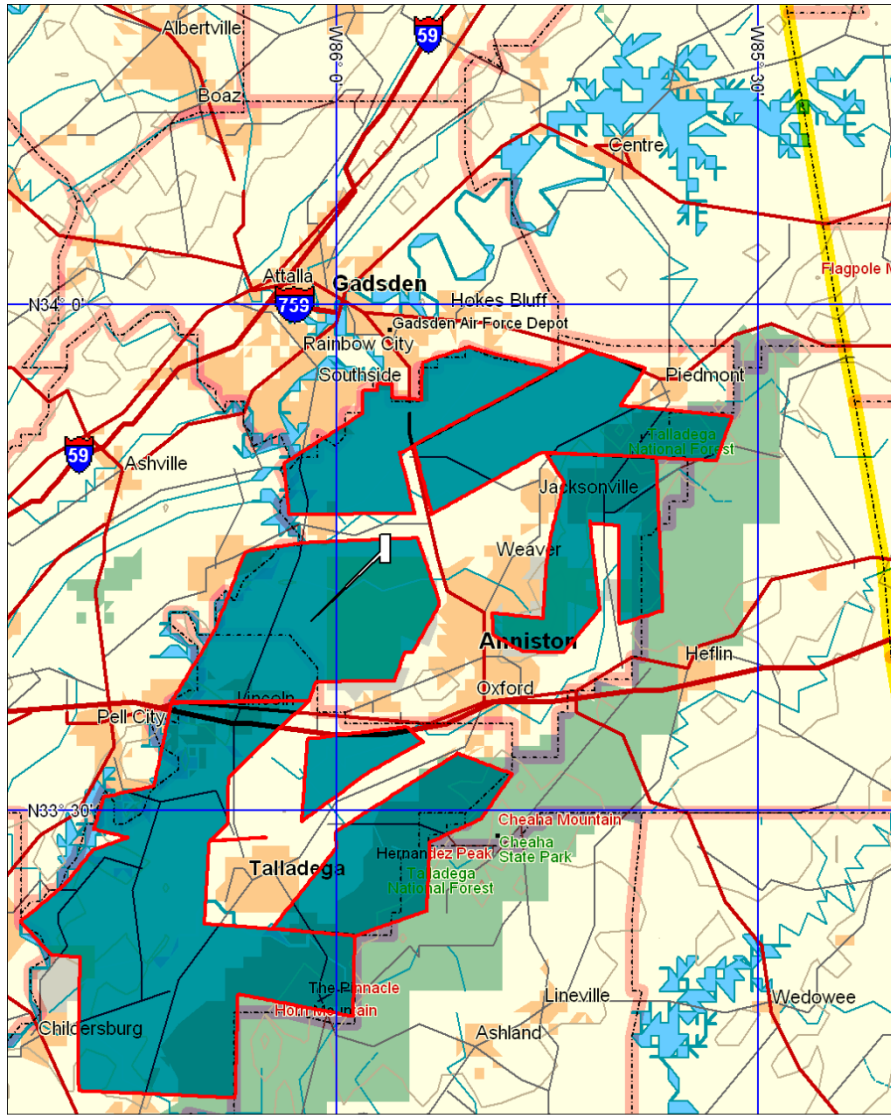 Albertville
59
W86° 0'
W85° 30'
Boaz
Centre
Attalla
Gadsden
Flagpole M
N34° 0'
759
Hokes Bluff
Gadsden Air Force Depot
Rainbow City
Southside
Piedmont
Talladega
National Forest
59
Ashville
Jacksonville
Weaver
Anniston
Heflin
Oxford
Lincoln
Pell City
N33° 30'
Cheaha Mountain
Cheaha
State Park
Hernandez Peak
Talladega
Talladega
National Forest
The Pinnacle
Horn Mountain
Lineville
Wedowee
Childersburg
Ashland